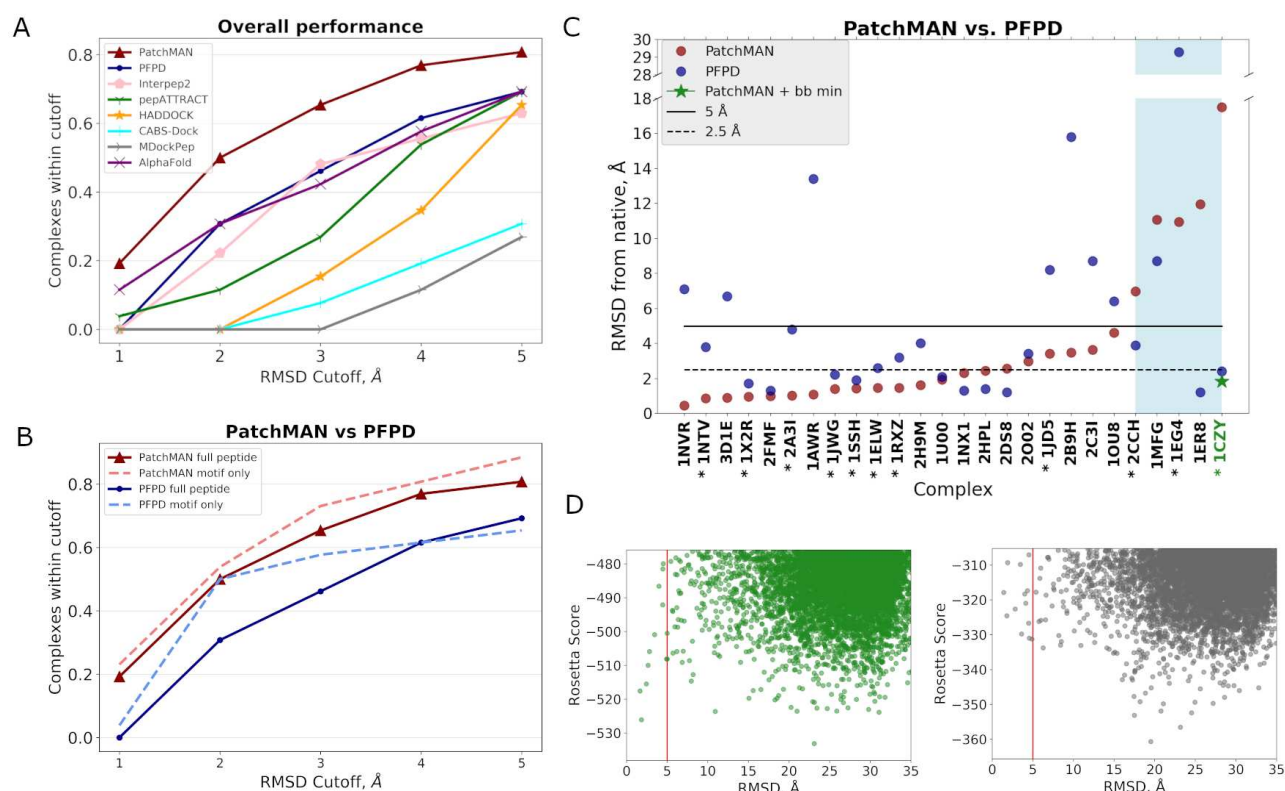 A
Overall performance
PatchMAN
PFPD
Interpep2
pepATTRACT
HADDOCK
CABS-Dock
MDockPep
AlphaFold
Complexes within cutoff
0.8
0.6
0.4
0.2
0.0
1 2 3 4 5
RMSD Cutoff, Å
B
PatchMAN vs PFPD
PatchMAN full peptide
PatchMAN motif only
PFPD full peptide
PFPD motif only
Complexes within cutoff
0.8
0.6
0.4
0.2
0.0
1 2 3 4 5
RMSD Cutoff, Å
C
PatchMAN vs. PFPD
PatchMAN
PFPD
PatchMAN + bb min
5 Å
2.5 Å
RMSD from native, Å
30
29
28
18
16
14
12
10
8
6
4
2
0
1NVR
* 1NTV
3D1E
* 1X2R
2FMF
* 2A3I
1AWR
* 1JWG
* 1SSH
* 1ELW
* 1RXZ
2H9M
1U00
1NX1
2HPL
2DS8
2O02
* 1JD5
2B9H
2C3I
1OU8
* 2CCH
1MFG
* 1EG4
1ER8
* 1CZY
Complex
D
Rosetta Score
−480
−490
−500
−510
−520
−530
0 5 10 15 20 25 30 35
RMSD, Å
Rosetta Score
−310
−320
−330
−340
−350
−360
0 5 10 15 20 25 30 35
RMSD, Å